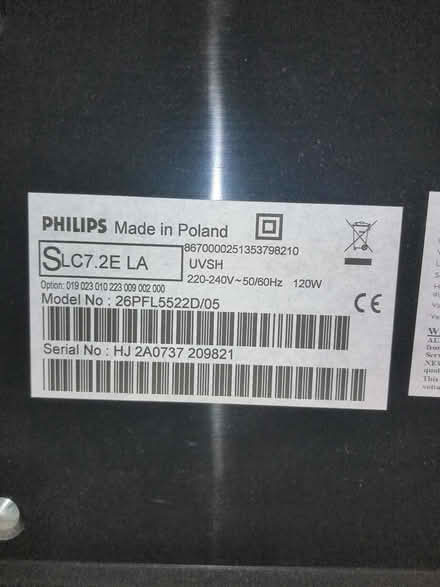 PHILIPS Made in Poland
8670000251353798210
SLC7.2E LA
UVSH
220-240V~50/60Hz 120W
Option: 019 023 010 223 009 002 000
Model No : 26PFL5522D/05
CE
Serial No : HJ 2A0737 209821